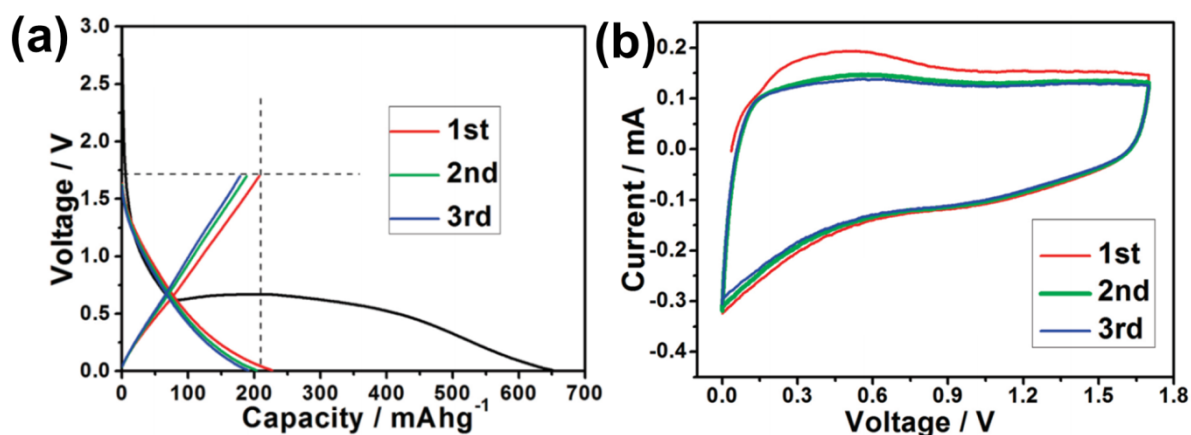 (a)
Voltage / V
3.0
2.5
2.0
1.5
1.0
0.5
0.0
1st
2nd
3rd
0 100 200 300 400 500 600 700
Capacity / mAhg⁻¹
(b)
Current / mA
0.2
0.1
0.0
-0.1
-0.2
-0.3
-0.4
1st
2nd
3rd
0.0 0.3 0.6 0.9 1.2 1.5 1.8
Voltage / V